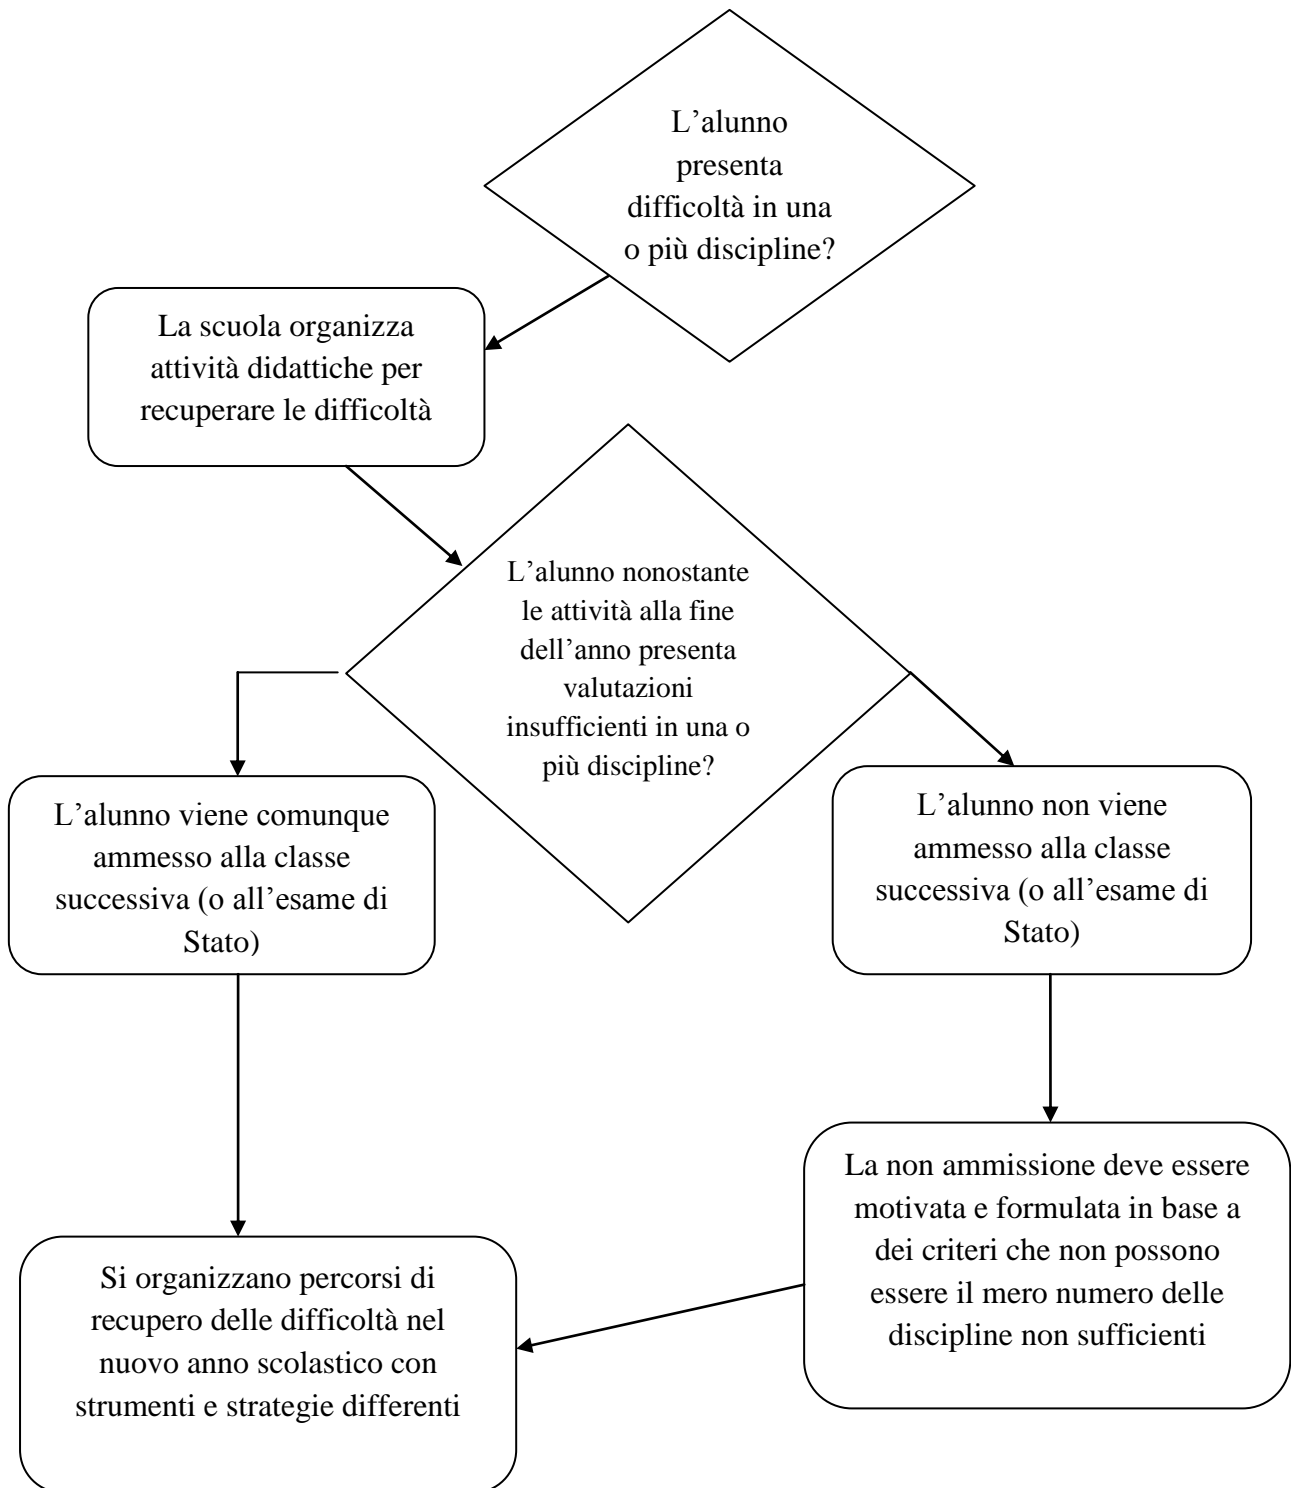 L’alunno
presenta
difficoltà in una
o più discipline?
La scuola organizza
attività didattiche per
recuperare le difficoltà
L’alunno nonostante
le attività alla fine
dell’anno presenta
valutazioni
insufficienti in una o
più discipline?
L’alunno viene comunque
ammesso alla classe
successiva (o all’esame di
Stato)
L’alunno non viene
ammesso alla classe
successiva (o all’esame di
Stato)
La non ammissione deve essere
motivata e formulata in base a
dei criteri che non possono
essere il mero numero delle
discipline non sufficienti
Si organizzano percorsi di
recupero delle difficoltà nel
nuovo anno scolastico con
strumenti e strategie differenti